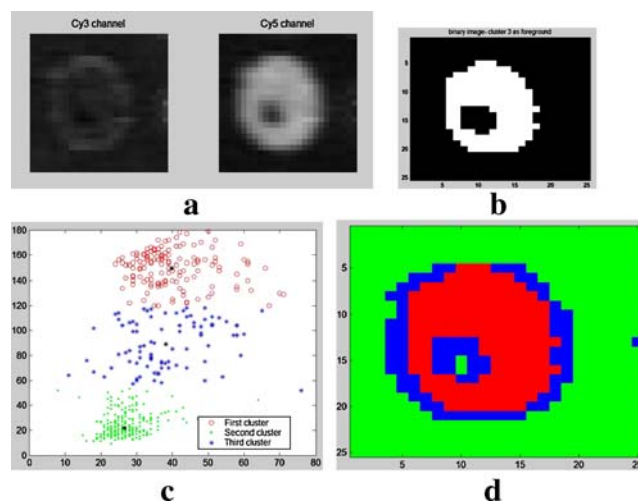 Cy3 channel
Cy5 channel
a
binary image- cluster 3 as foreground
5
10
15
20
25
5 10 15 20 25
b
180
160
140
120
100
80
60
40
20
0
0 10 20 30 40 50 60 70 80
First cluster
Second cluster
Third cluster
c
5
10
15
20
25
5 10 15 20 25
d